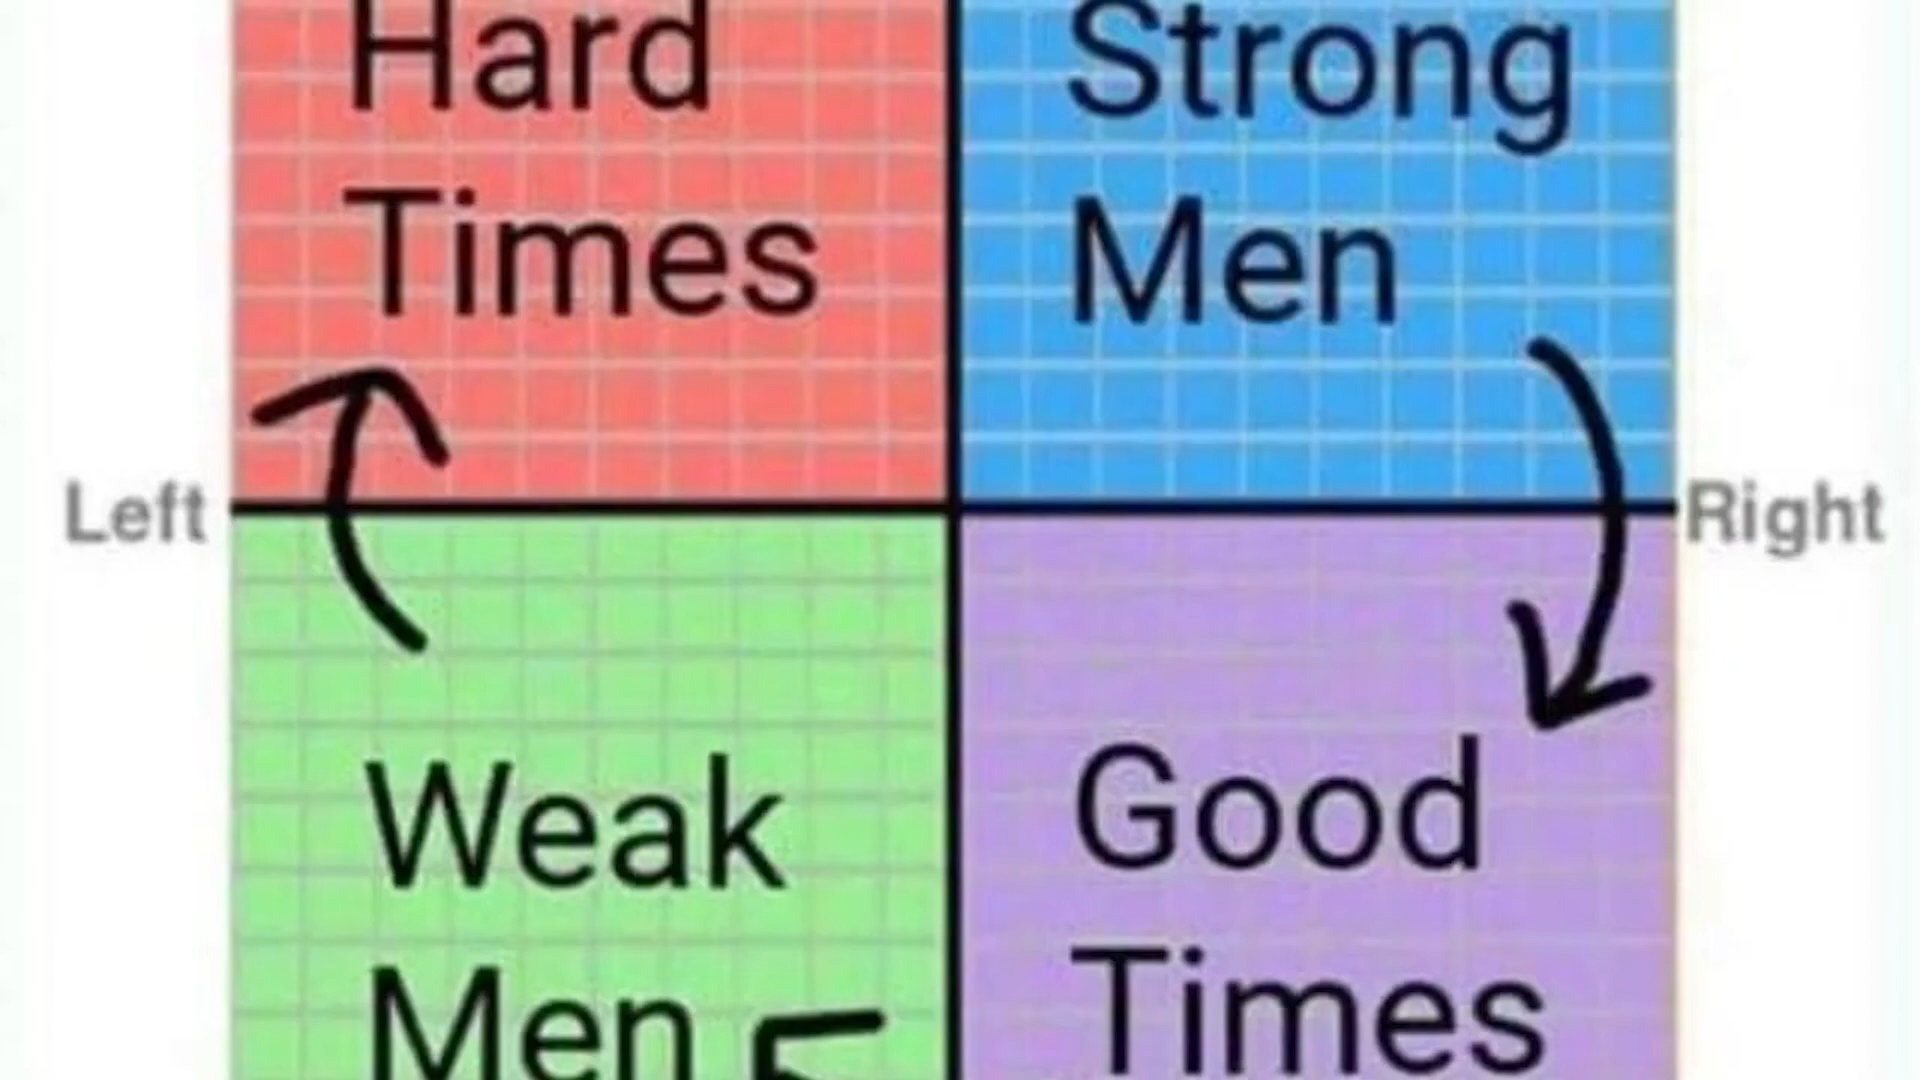 Hard
Times
Strong
Men
Left
Right
Weak
Men
Good
Times